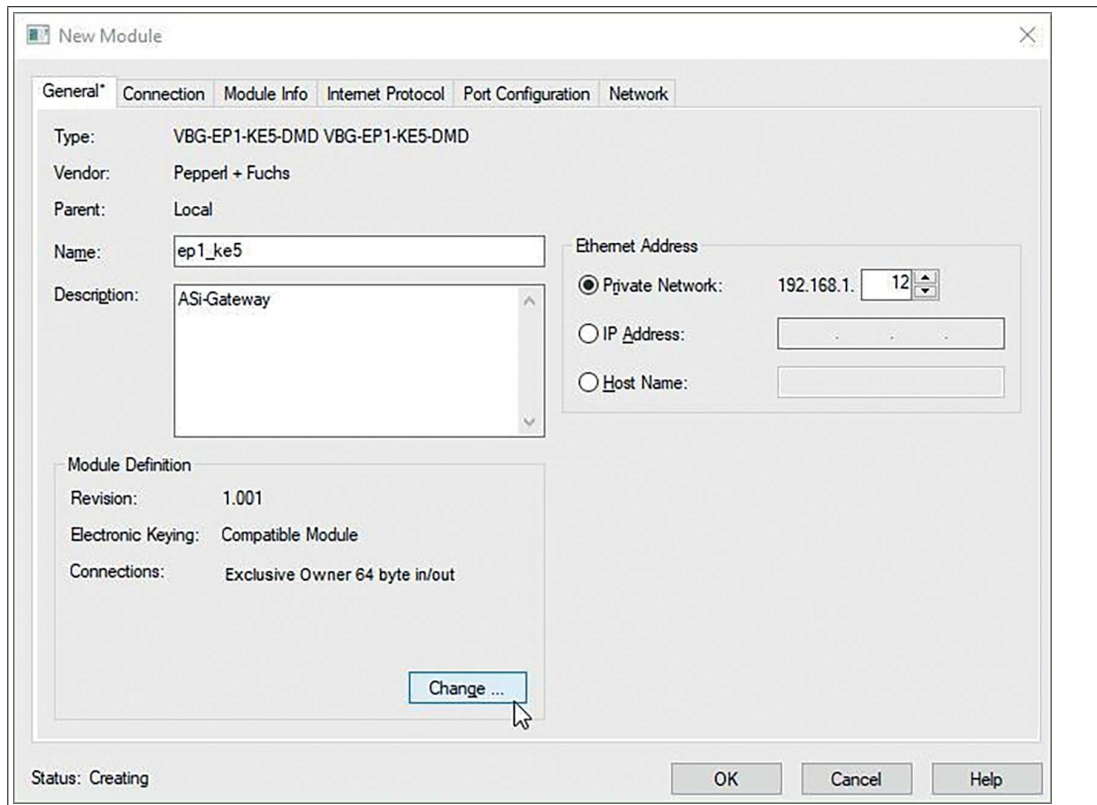 New Module
General* Connection Module Info Internet Protocol Port Configuration Network
Type: VBG-EP1-KE5-DMD VBG-EP1-KE5-DMD
Vendor: Pepperl + Fuchs
Parent: Local
Name: ep1_ke5
Description: ASi-Gateway
Ethernet Address
Private Network: 192.168.1. 12
IP Address: . . .
Host Name:
Module Definition
Revision: 1.001
Electronic Keying: Compatible Module
Connections: Exclusive Owner 64 byte in/out
Change ...
Status: Creating
OK Cancel Help